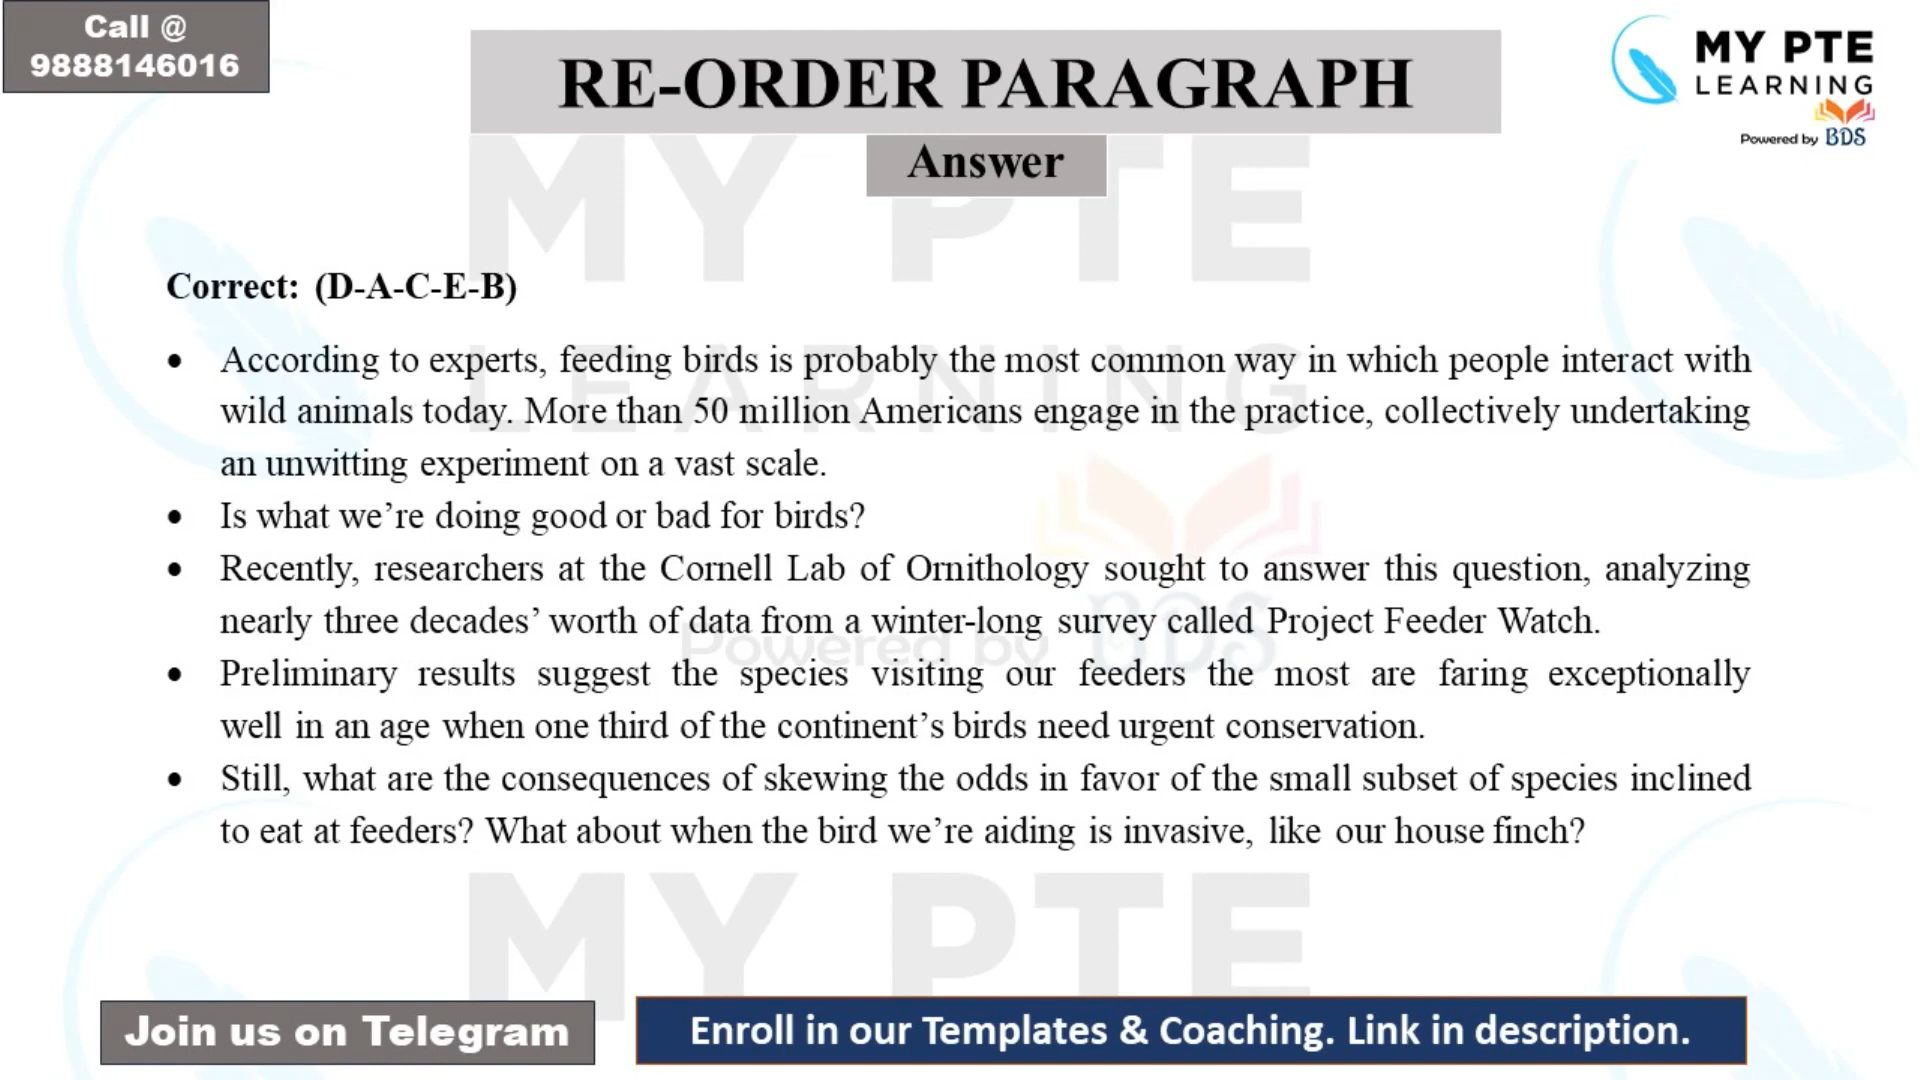 Call @
9888146016
RE-ORDER PARAGRAPH
MY PTE
LEARNING
Powered by BDS
Answer
Correct: (D-A-C-E-B)
• According to experts, feeding birds is probably the most common way in which people interact with
wild animals today. More than 50 million Americans engage in the practice, collectively undertaking
an unwitting experiment on a vast scale.
• Is what we're doing good or bad for birds?
• Recently, researchers at the Cornell Lab of Ornithology sought to answer this question, analyzing
nearly three decades' worth of data from a winter-long survey called Project Feeder Watch.
• Preliminary results suggest the species visiting our feeders the most are faring exceptionally
well in an age when one third of the continent's birds need urgent conservation.
• Still, what are the consequences of skewing the odds in favor of the small subset of species inclined
to eat at feeders? What about when the bird we're aiding is invasive, like our house finch?
MY PTE
LEARNING
Powered by BDS
MY PTE
Join us on Telegram
Enroll in our Templates & Coaching. Link in description.